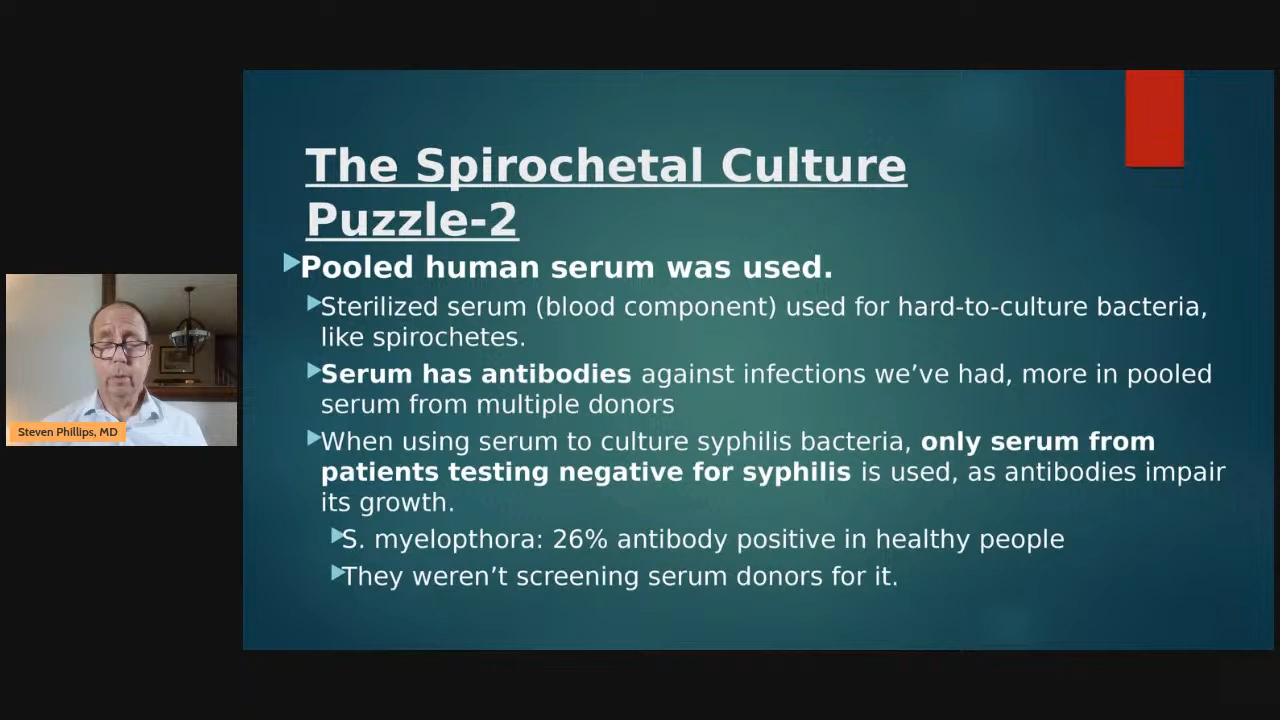 The Spirochetal Culture
Puzzle-2
Pooled human serum was used.
Sterilized serum (blood component) used for hard-to-culture bacteria,
like spirochetes.
Serum has antibodies against infections we’ve had, more in pooled
serum from multiple donors
When using serum to culture syphilis bacteria, only serum from
patients testing negative for syphilis is used, as antibodies impair
its growth.
S. myelopthora: 26% antibody positive in healthy people
They weren’t screening serum donors for it.
Steven Phillips, MD